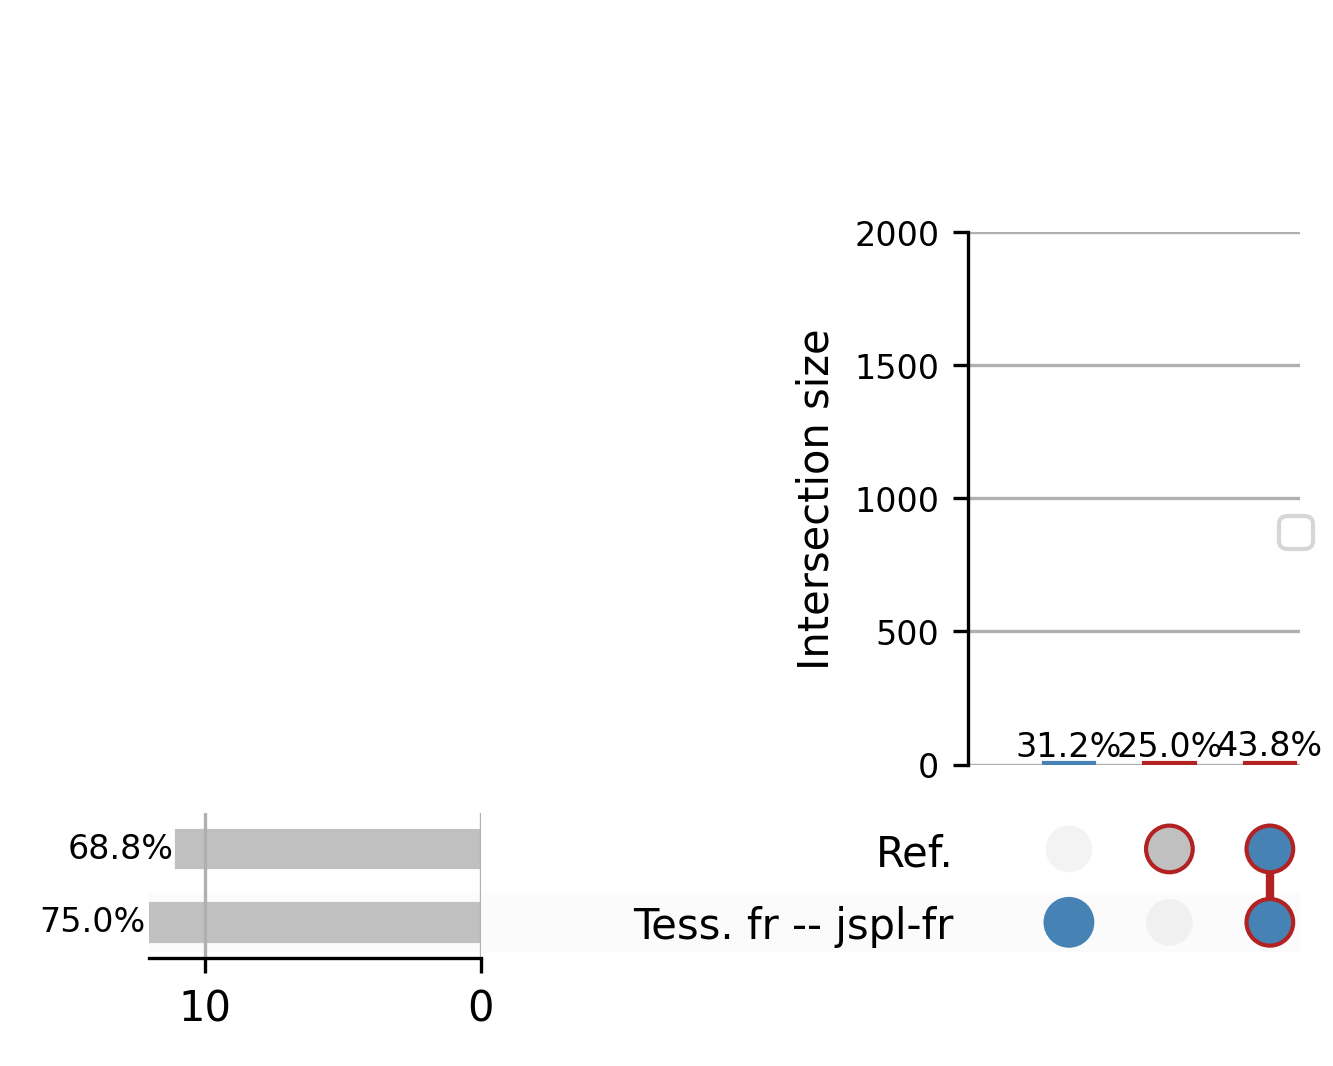 2000
1500
1000
500
0
Intersection size
31.2% 25.0% 43.8%
68.8%
Ref.
75.0%
Tess. fr -- jspl-fr
10 0